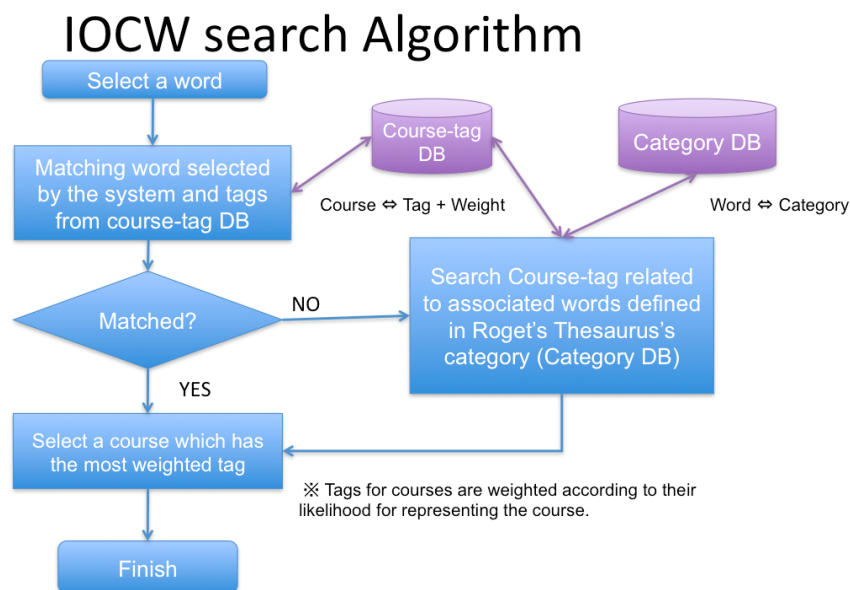 IOCW search Algorithm
Select a word
Course-tag
DB
Category DB
Matching word selected
by the system and tags
from course-tag DB
Course ⇔ Tag + Weight
Word ⇔ Category
Matched?
NO
Search Course-tag related
to associated words defined
in Roget's Thesaurus's
category (Category DB)
YES
Select a course which has
the most weighted tag
※ Tags for courses are weighted according to their
likelihood for representing the course.
Finish